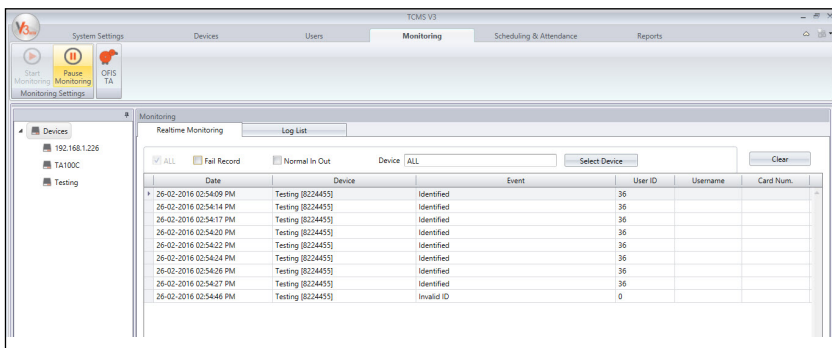 TCMS V3
V3
System Settings Devices Users Monitoring Scheduling & Attendance Reports
Start Monitoring Pause Monitoring OFIS TA
Monitoring Settings
Devices
192.168.1.226
TA100C
Testing
Monitoring
Realtime Monitoring Log List
ALL Fail Record Normal In Out Device ALL Select Device Clear
Date Device Event User ID Username Card Num.
26-02-2016 02:54:09 PM Testing [8224455] Identified 36
26-02-2016 02:54:14 PM Testing [8224455] Identified 36
26-02-2016 02:54:17 PM Testing [8224455] Identified 36
26-02-2016 02:54:20 PM Testing [8224455] Identified 36
26-02-2016 02:54:22 PM Testing [8224455] Identified 36
26-02-2016 02:54:24 PM Testing [8224455] Identified 36
26-02-2016 02:54:26 PM Testing [8224455] Identified 36
26-02-2016 02:54:27 PM Testing [8224455] Identified 36
26-02-2016 02:54:46 PM Testing [8224455] Invalid ID 0